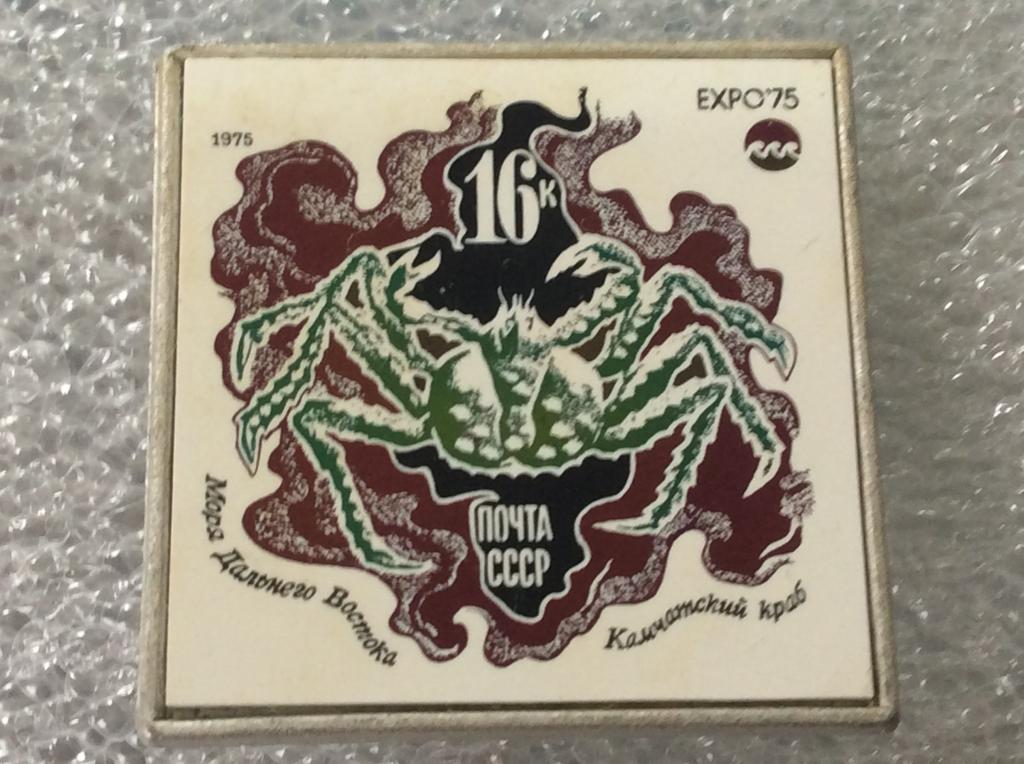 EXPO'75
1975
16к
ПОЧТА
СССР
Моря Дальнего Востока
Камчатский краб